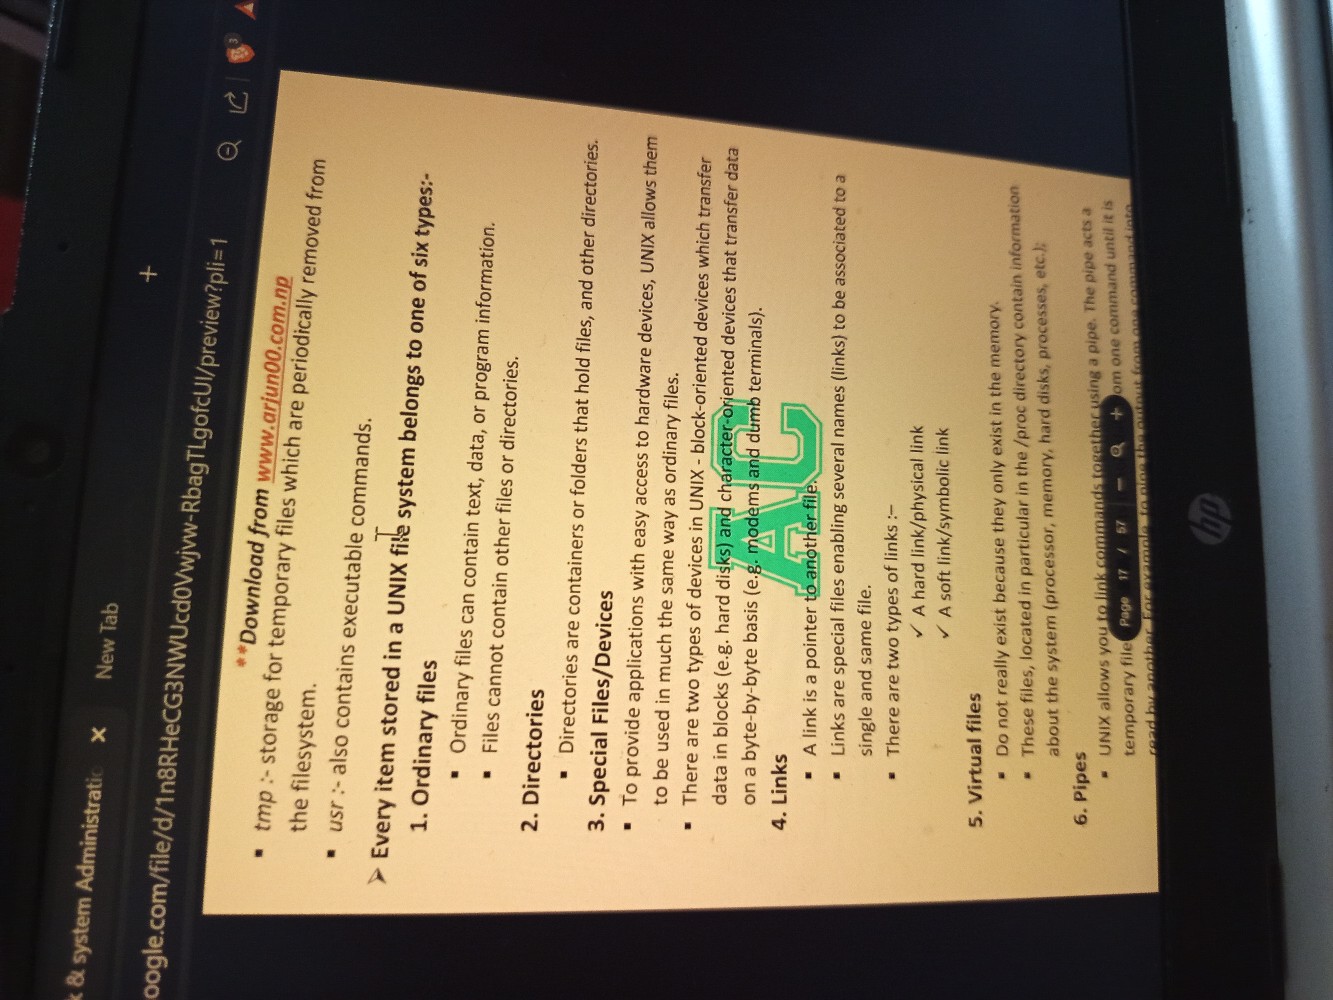 k & system Administratic × New Tab +
oogle.com/file/d/1n8RHeCG3NWUcd0Vwjvw-RbagTLgofcUI/preview?pli=1
3
**Download from www.arjun00.com.np
▪ tmp :- storage for temporary files which are periodically removed from
the filesystem.
▪ usr :- also contains executable commands.
➢ Every item stored in a UNIX file system belongs to one of six types:-
1. Ordinary files
▪ Ordinary files can contain text, data, or program information.
▪ Files cannot contain other files or directories.
2. Directories
▪ Directories are containers or folders that hold files, and other directories.
3. Special Files/Devices
▪ To provide applications with easy access to hardware devices, UNIX allows them
to be used in much the same way as ordinary files.
▪ There are two types of devices in UNIX - block-oriented devices which transfer
data in blocks (e.g. hard disks) and character-oriented devices that transfer data
on a byte-by-byte basis (e.g. modems and dumb terminals).
AC
4. Links
▪ A link is a pointer to another file.
▪ Links are special files enabling several names (links) to be associated to a
single and same file.
▪ There are two types of links :–
✓ A hard link/physical link
✓ A soft link/symbolic link
5. Virtual files
▪ Do not really exist because they only exist in the memory.
▪ These files, located in particular in the /proc directory contain information
about the system (processor, memory, hard disks, processes, etc.);
6. Pipes
▪ UNIX allows you to link commands together using a pipe. The pipe acts a
temporary file om one command until it is
read by another. For example, to pipe the output from one command into
Page 17 / 57 − +
hp